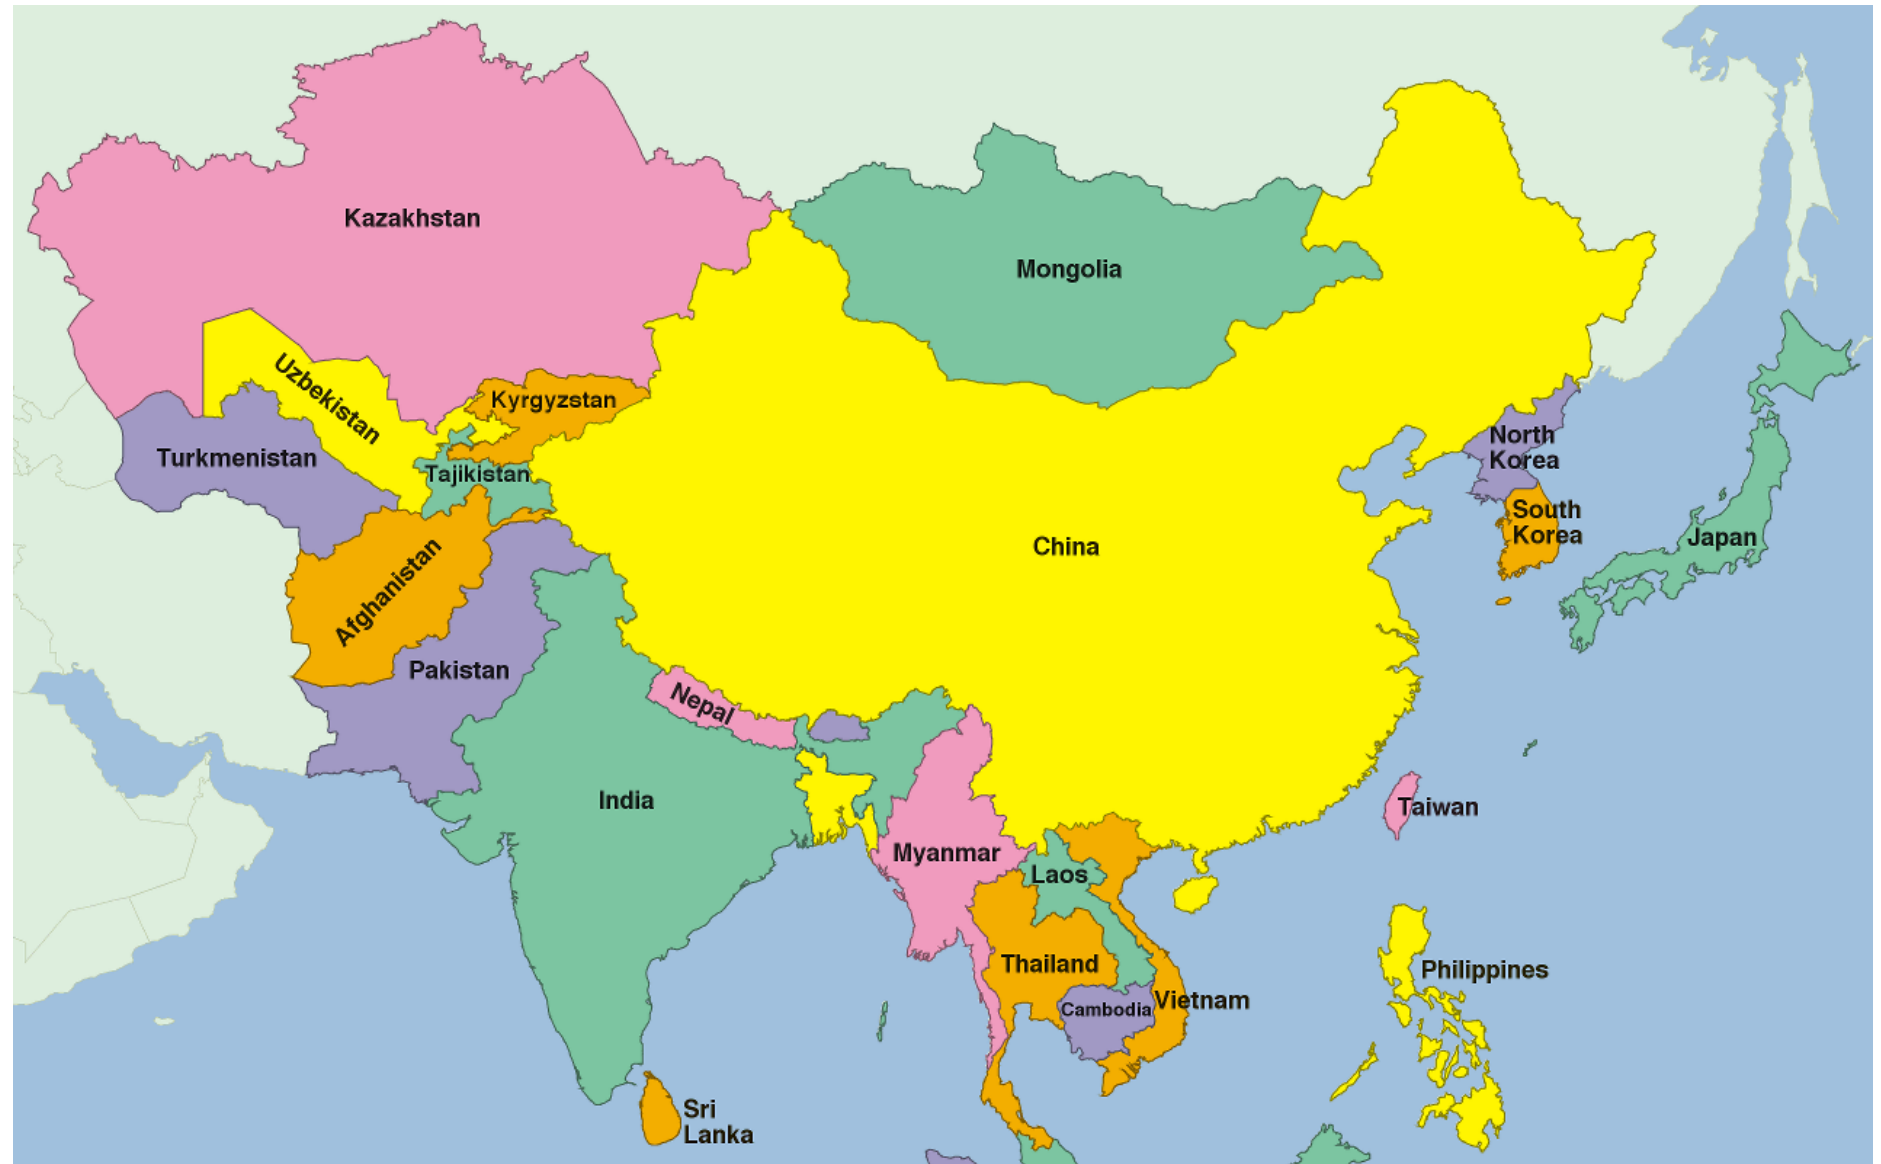 Kazakhstan
Mongolia
Uzbekistan
Kyrgyzstan
Turkmenistan
Tajikistan
North
Korea
South
Korea
Japan
China
Afghanistan
Pakistan
Nepal
India
Taiwan
Myanmar
Laos
Thailand
Philippines
Vietnam
Cambodia
Sri
Lanka